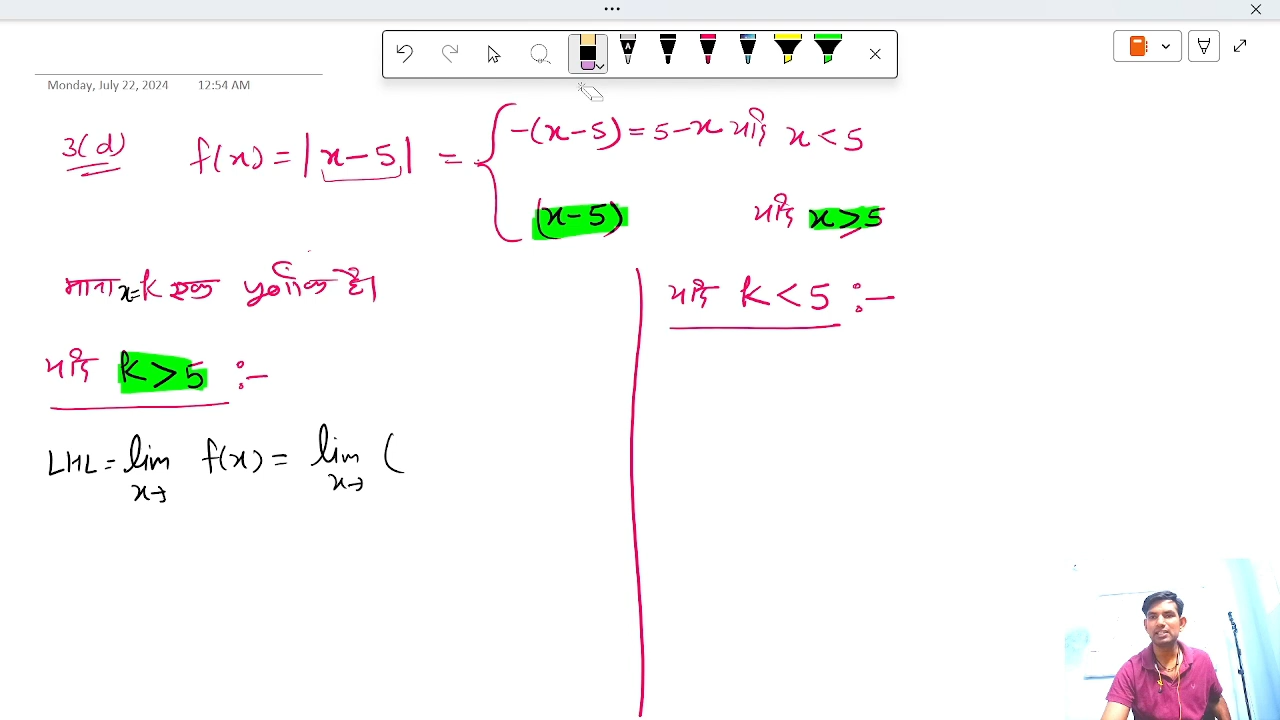 Monday, July 22, 2024 12:54 AM
3(d) f(x) = |x-5| = { -(x-5) = 5-x यदि x < 5
(x-5) यदि x ≥ 5
माना x=k एक पूर्णांक है।
यदि k > 5 :-
LHL = lim x→ f(x) = lim x→ (
यदि k < 5 :-